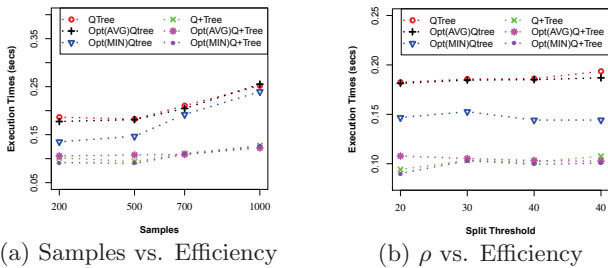 QTree
Opt(AVG)Qtree
Opt(MIN)Qtree
Q+Tree
Opt(AVG)Q+Tree
Opt(MIN)Q+Tree
Execution Times (secs)
0.05 0.15 0.25 0.35
200 500 700 1000
Samples
(a) Samples vs. Efficiency
QTree
Opt(AVG)Qtree
Opt(MIN)Qtree
Q+Tree
Opt(AVG)Q+Tree
Opt(MIN)Q+Tree
Execution Times (secs)
0.10 0.15 0.20 0.25
20 30 40 40
Split Threshold
(b) ρ vs. Efficiency